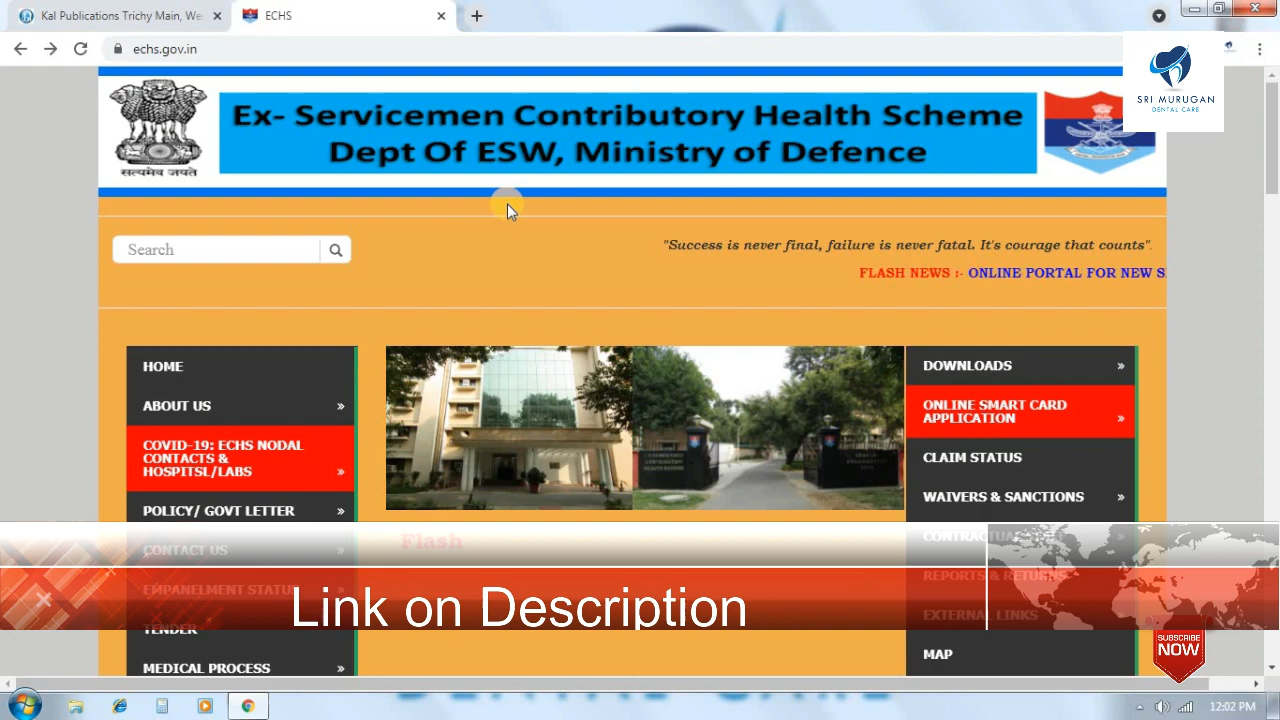 Kal Publications Trichy Main, We
ECHS
echs.gov.in
SRI MURUGAN
DENTAL CARE
Ex- Servicemen Contributory Health Scheme
Dept Of ESW, Ministry of Defence
सत्यमेव जयते
Search
"Success is never final, failure is never fatal. It's courage that counts".
FLASH NEWS :- ONLINE PORTAL FOR NEW S
HOME
ABOUT US »
COVID-19: ECHS NODAL
CONTACTS &
HOSPITSL/LABS »
POLICY/ GOVT LETTER »
CONTACT US »
EMPANELMENT STATUS
TENDER
MEDICAL PROCESS »
Flash
DOWNLOADS »
ONLINE SMART CARD
APPLICATION »
CLAIM STATUS
WAIVERS & SANCTIONS »
REPORTS & RETURNS
EXTERNAL LINKS
MAP
Link on Description
SUBSCRIBE
NOW
DENTAL CARE
12:02 PM